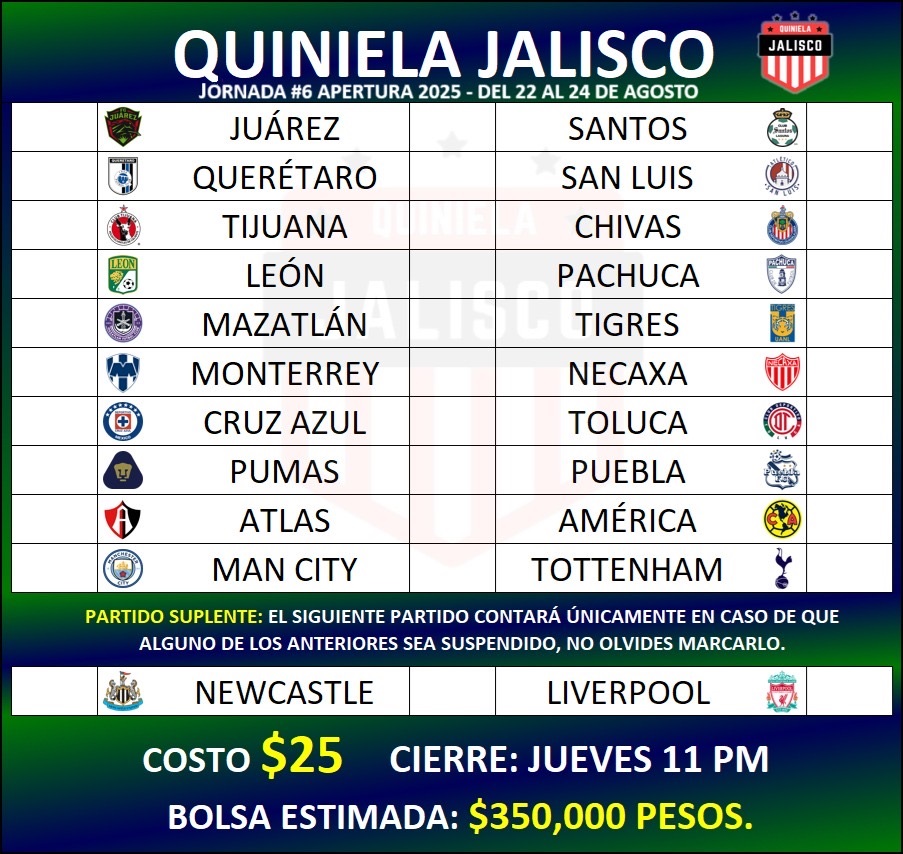 QUINIELA JALISCO
QUINIELA
JALISCO
JORNADA #6 APERTURA 2025 - DEL 22 AL 24 DE AGOSTO
JUÁREZ SANTOS
QUERÉTARO SAN LUIS
TIJUANA CHIVAS
LEÓN PACHUCA
MAZATLÁN TIGRES
MONTERREY NECAXA
CRUZ AZUL TOLUCA
PUMAS PUEBLA
ATLAS AMÉRICA
MAN CITY TOTTENHAM
QUINIELA
JALISCO
PARTIDO SUPLENTE: EL SIGUIENTE PARTIDO CONTARÁ ÚNICAMENTE EN CASO DE QUE
ALGUNO DE LOS ANTERIORES SEA SUSPENDIDO, NO OLVIDES MARCARLO.
NEWCASTLE LIVERPOOL
COSTO $25 CIERRE: JUEVES 11 PM
BOLSA ESTIMADA: $350,000 PESOS.